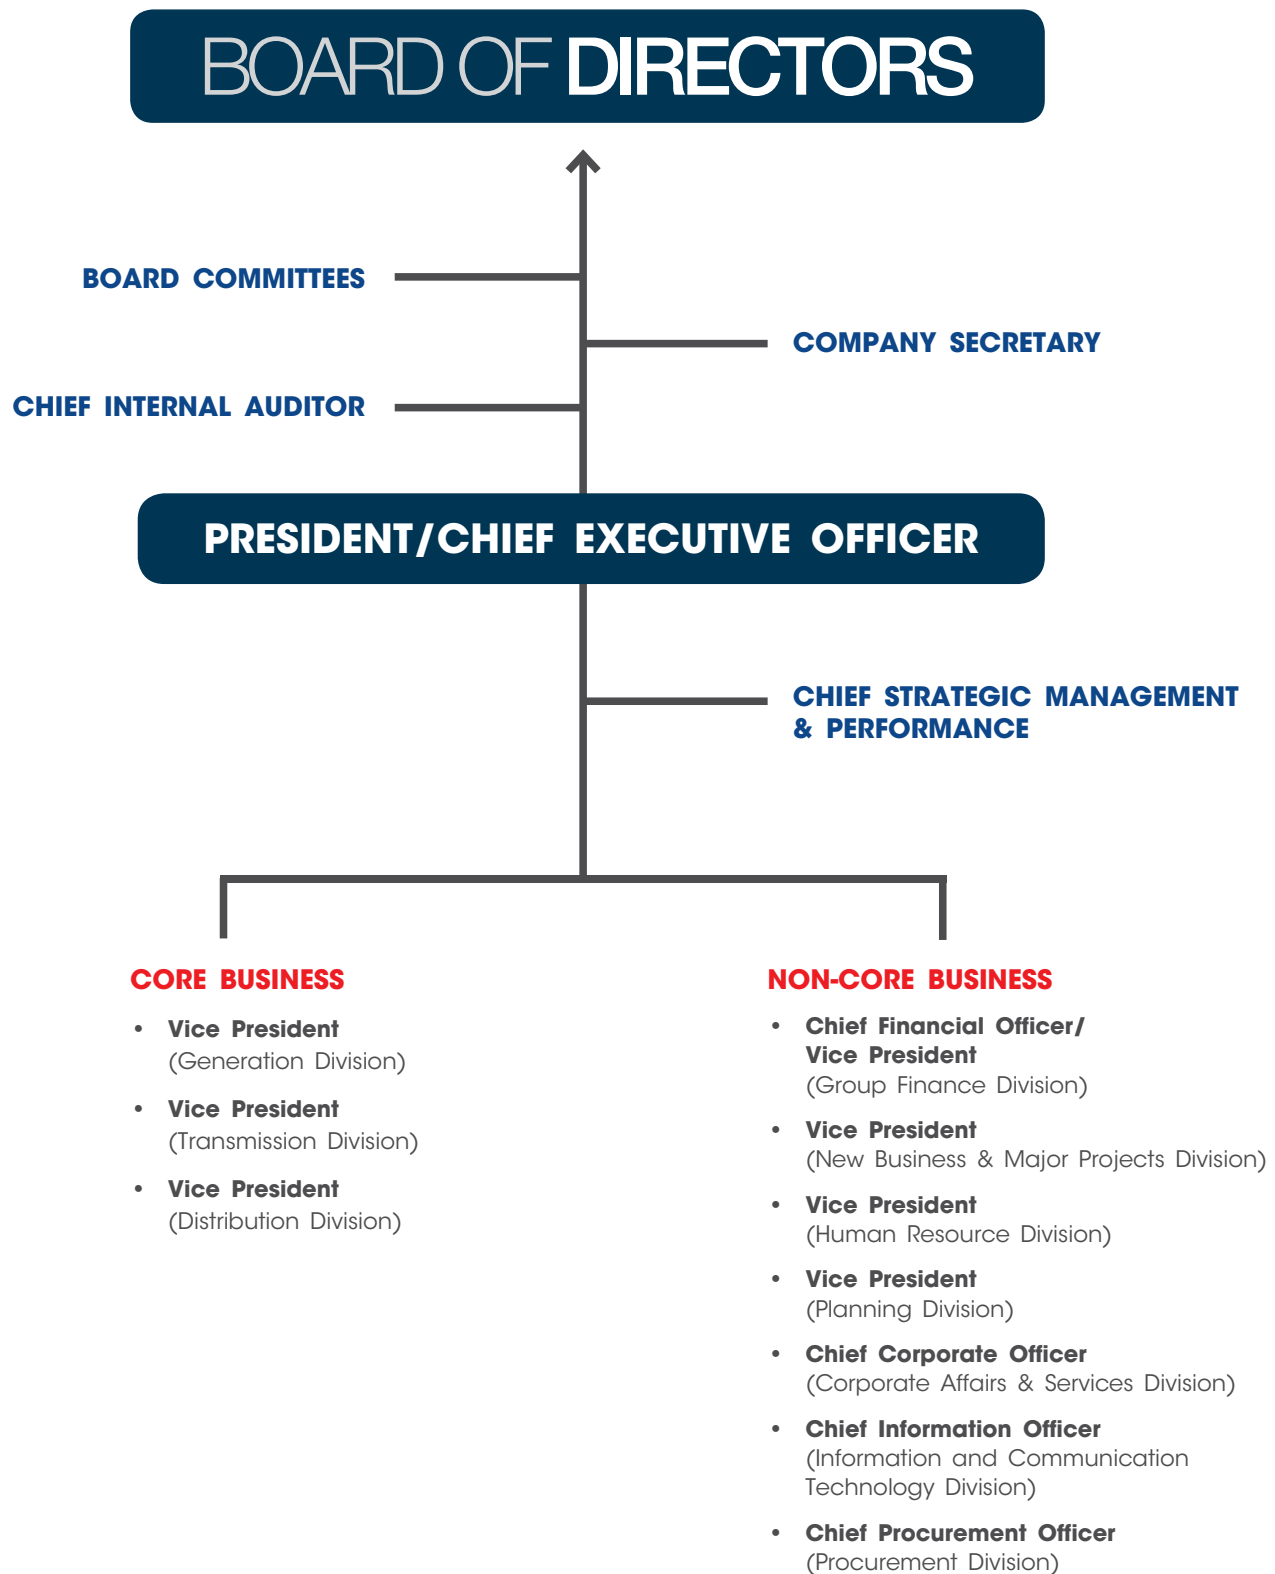 BOARD OF DIRECTORS
BOARD COMMITTEES
COMPANY SECRETARY
CHIEF INTERNAL AUDITOR
PRESIDENT/CHIEF EXECUTIVE OFFICER
CHIEF STRATEGIC MANAGEMENT
& PERFORMANCE
CORE BUSINESS
• Vice President
(Generation Division)
• Vice President
(Transmission Division)
• Vice President
(Distribution Division)
NON-CORE BUSINESS
• Chief Financial Officer/
Vice President
(Group Finance Division)
• Vice President
(New Business & Major Projects Division)
• Vice President
(Human Resource Division)
• Vice President
(Planning Division)
• Chief Corporate Officer
(Corporate Affairs & Services Division)
• Chief Information Officer
(Information and Communication
Technology Division)
• Chief Procurement Officer
(Procurement Division)